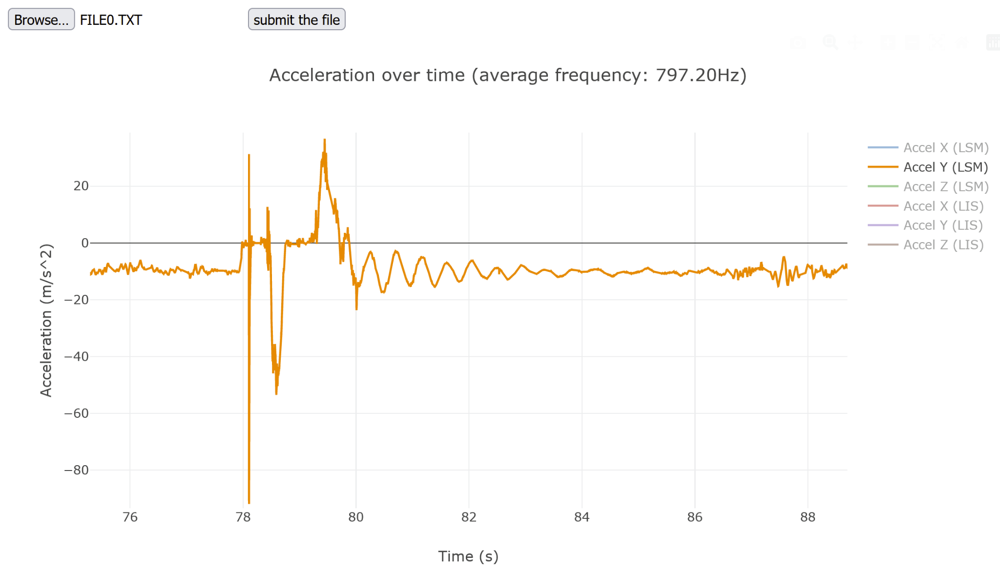 Browse... FILE0.TXT submit the file
Acceleration over time (average frequency: 797.20Hz)
Accel X (LSM)
Accel Y (LSM)
Accel Z (LSM)
Accel X (LIS)
Accel Y (LIS)
Accel Z (LIS)
20
0
−20
−40
−60
−80
Acceleration (m/s^2)
76 78 80 82 84 86 88
Time (s)